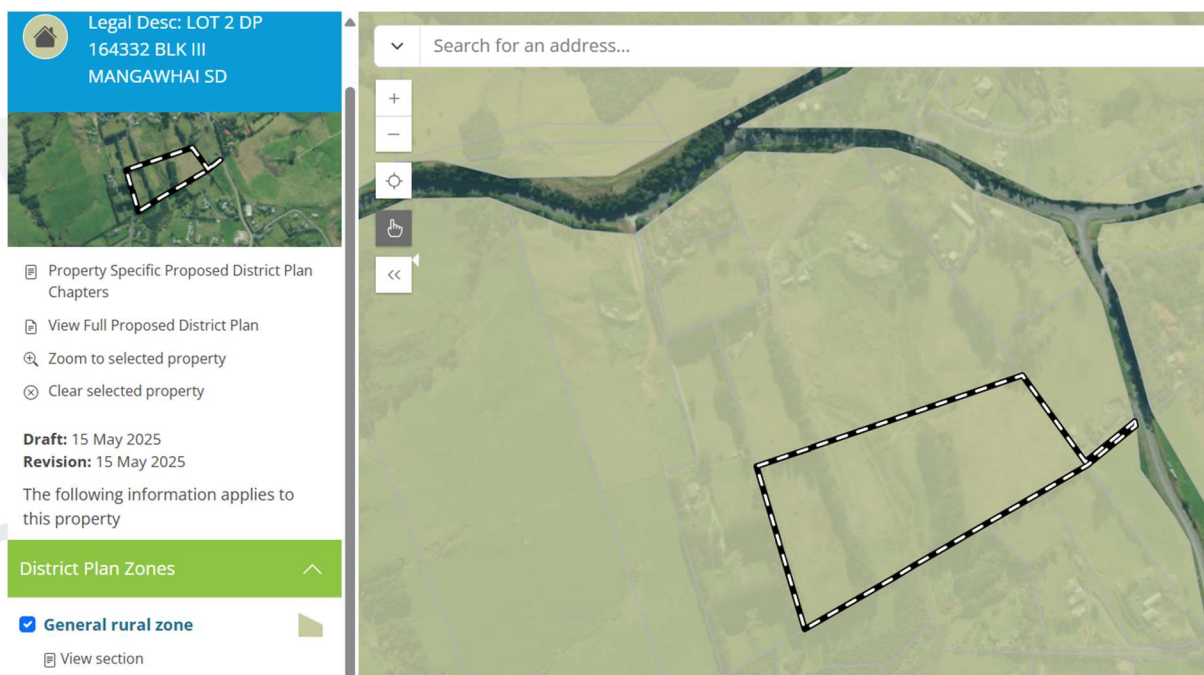 Legal Desc: LOT 2 DP
164332 BLK III
MANGAWHAI SD
Search for an address...
Property Specific Proposed District Plan
Chapters
View Full Proposed District Plan
Zoom to selected property
Clear selected property
Draft: 15 May 2025
Revision: 15 May 2025
The following information applies to
this property
District Plan Zones
General rural zone
View section